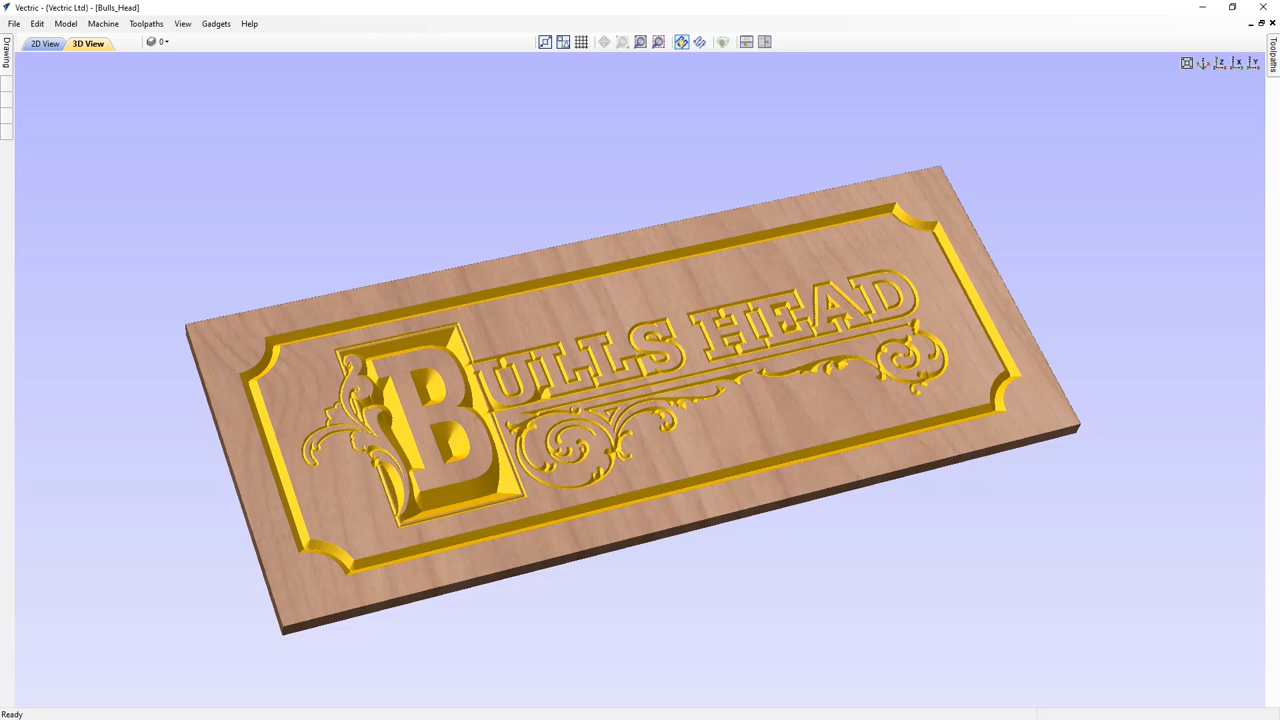 Vectric - {Vectric Ltd} - [Bulls_Head]
File Edit Model Machine Toolpaths View Gadgets Help
2D View 3D View 0
Drawing
Toolpaths
Z X Y
BULLS HEAD
Ready